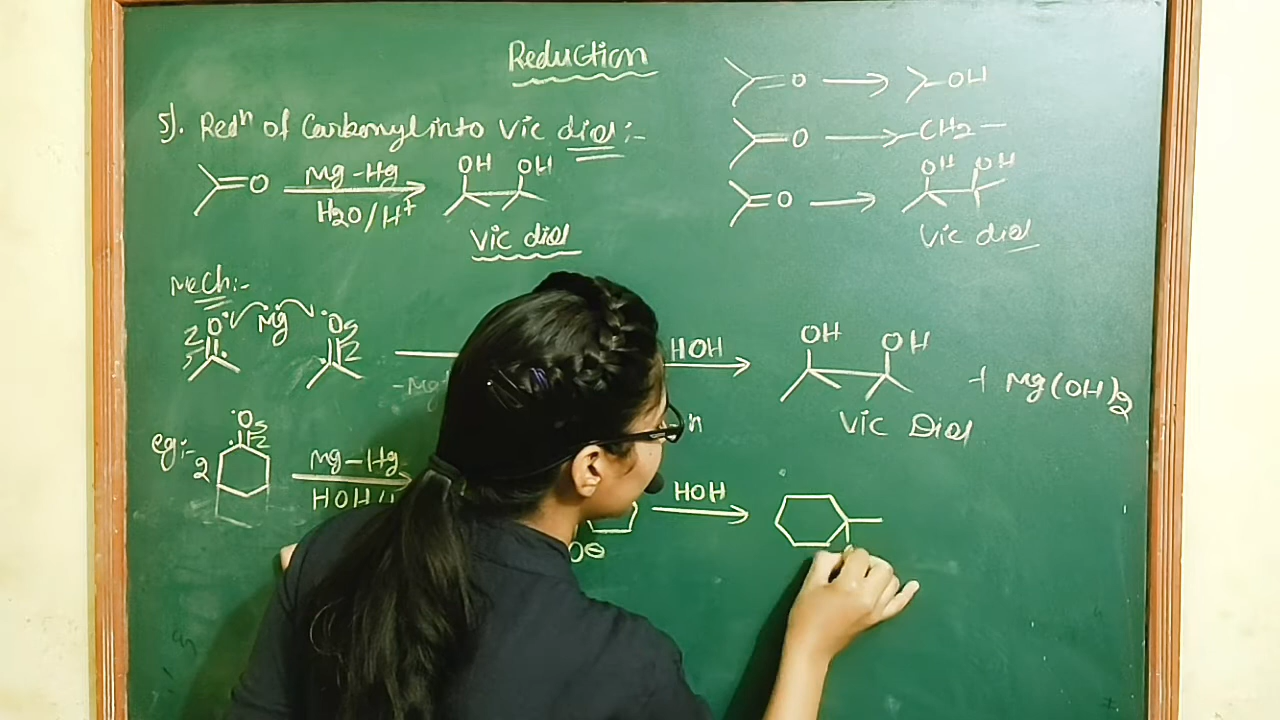 Reduction
5). Redⁿ of Carbonyl into Vic diol :-
O Mg-Hg OH OH
H2O/H+
Vic diol
O → OH
O → CH2
O → OH OH
Vic diol
Mech:-
O Mg O
-Mg
HOH OH OH + Mg(OH)2
Vic Diol
eg:- 2 O Mg-Hg
HOH/
O⊖
HOH